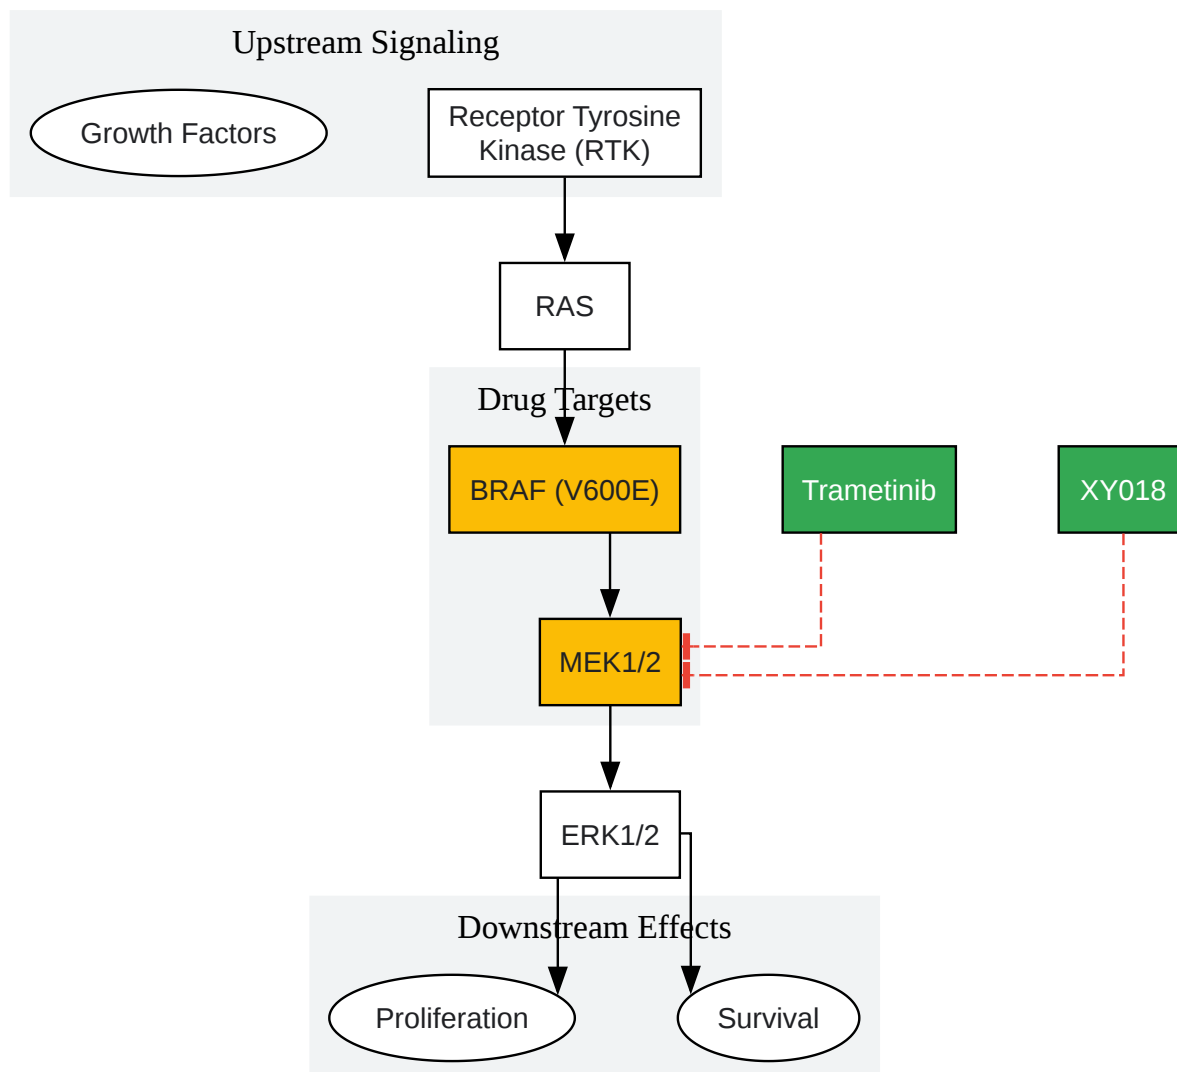 Upstream Signaling
Growth Factors
Receptor Tyrosine
Kinase (RTK)
RAS
Drug Targets
BRAF (V600E)
Trametinib
XY018
MEK1/2
ERK1/2
Downstream Effects
Proliferation
Survival